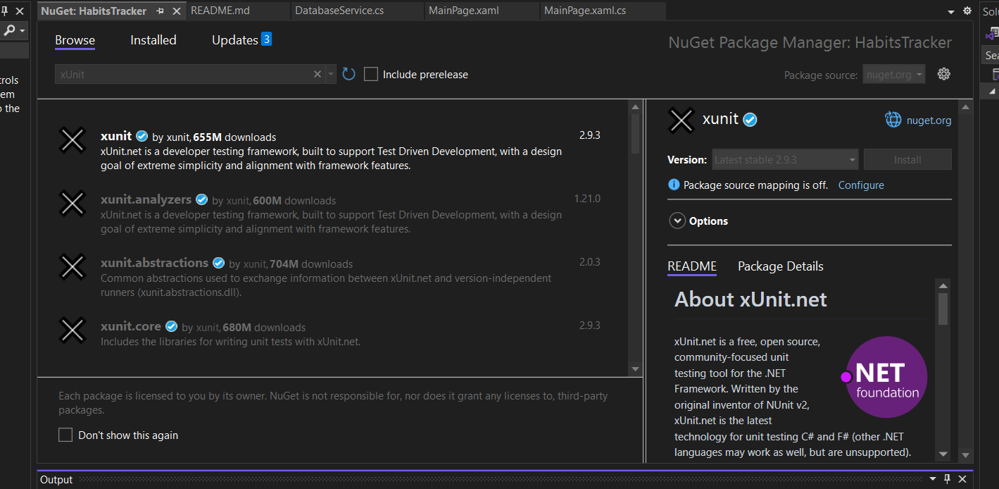 NuGet: HabitsTracker
README.md
DatabaseService.cs
MainPage.xaml
MainPage.xaml.cs
Browse
Installed
Updates 3
NuGet Package Manager: HabitsTracker
xUnit
Include prerelease
Package source: nuget.org
trols
em
o the
xunit by xunit, 655M downloads
2.9.3
xUnit.net is a developer testing framework, built to support Test Driven Development, with a design
goal of extreme simplicity and alignment with framework features.
xunit.analyzers by xunit, 600M downloads
1.21.0
xUnit.net is a developer testing framework, built to support Test Driven Development, with a design
goal of extreme simplicity and alignment with framework features.
xunit.abstractions by xunit, 704M downloads
2.0.3
Common abstractions used to exchange information between xUnit.net and version-independent
runners (xunit.abstractions.dll).
xunit.core by xunit, 680M downloads
2.9.3
Includes the libraries for writing unit tests with xUnit.net.
Each package is licensed to you by its owner. NuGet is not responsible for, nor does it grant any licenses to, third-party
packages.
Don't show this again
xunit
nuget.org
Version: Latest stable 2.9.3
Install
Package source mapping is off. Configure
Options
README
Package Details
About xUnit.net
xUnit.net is a free, open source,
community-focused unit
testing tool for the .NET
Framework. Written by the
original inventor of NUnit v2,
xUnit.net is the latest
technology for unit testing C# and F# (other .NET
languages may work as well, but are unsupported).
.NET
foundation
Output
Solu
Sea